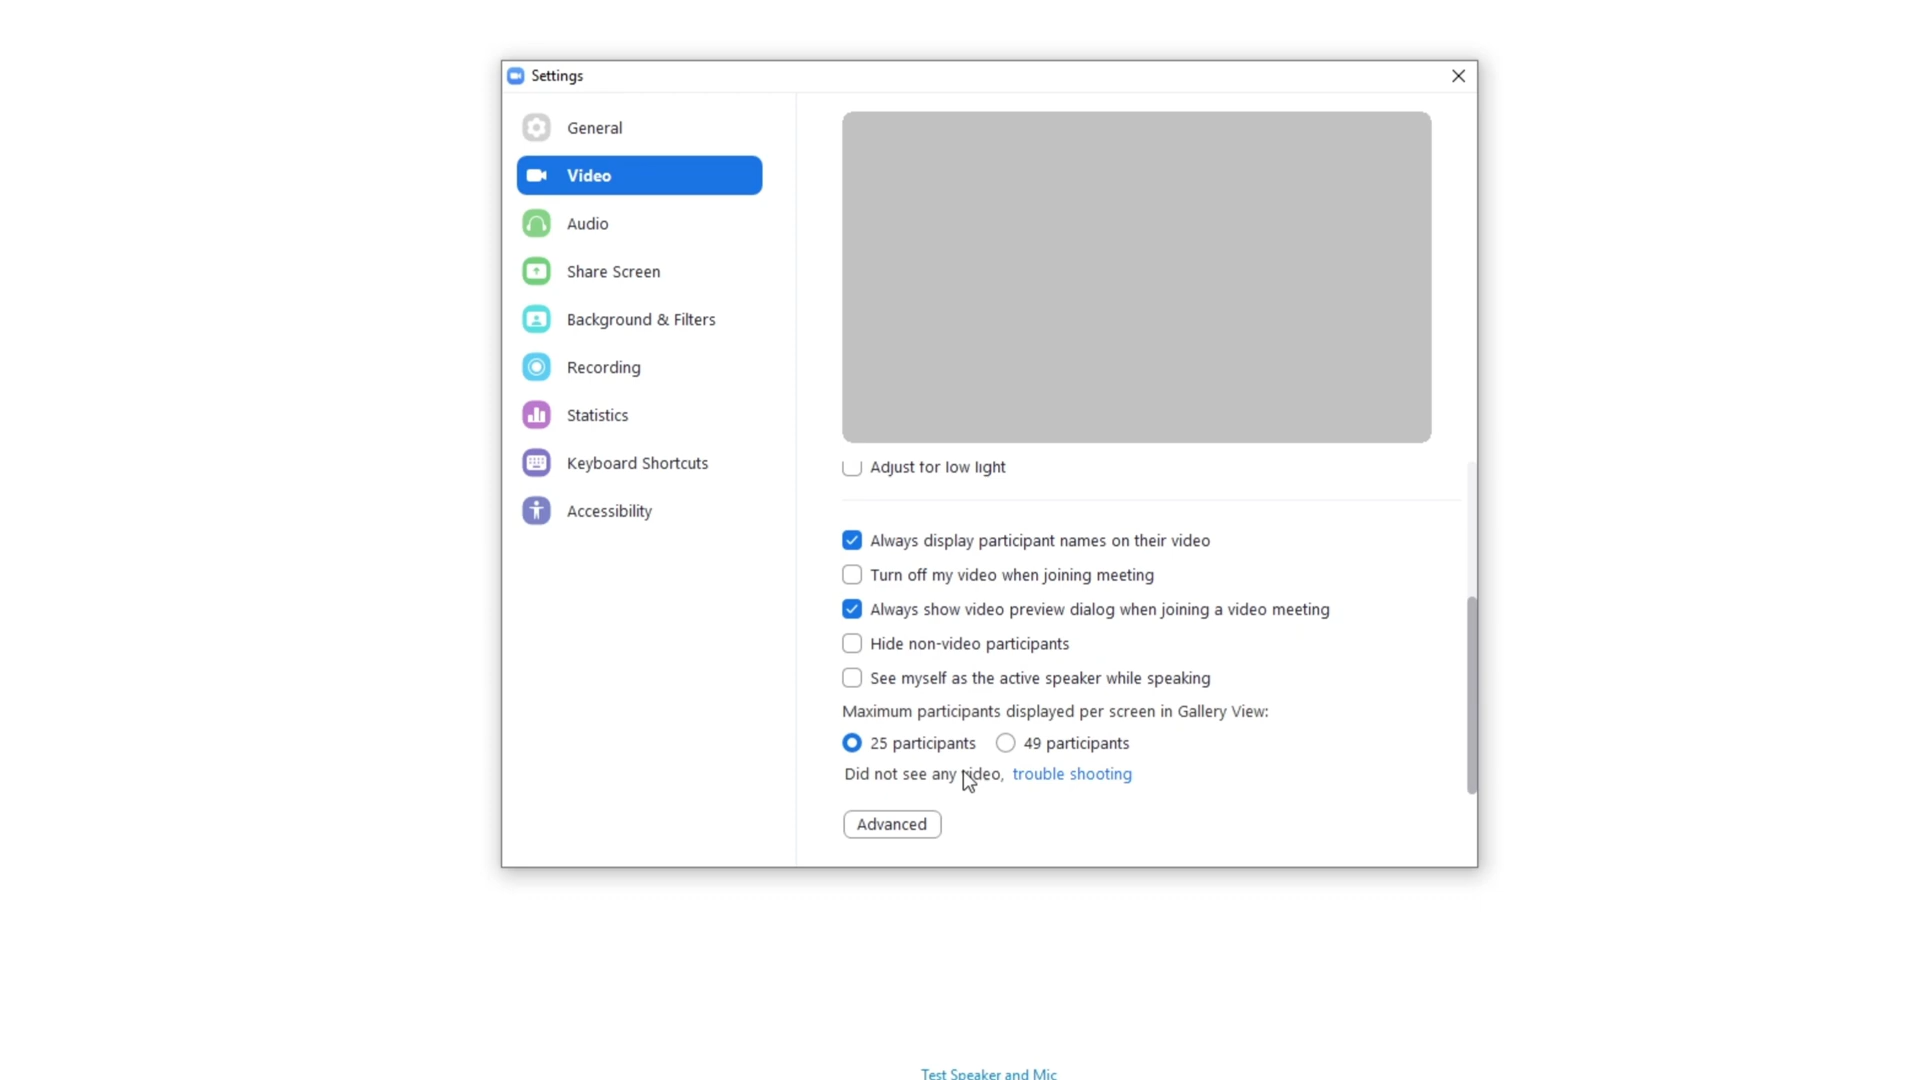 Settings
General
Video
Audio
Share Screen
Background & Filters
Recording
Statistics
Keyboard Shortcuts
Accessibility
Adjust for low light
Always display participant names on their video
Turn off my video when joining meeting
Always show video preview dialog when joining a video meeting
Hide non-video participants
See myself as the active speaker while speaking
Maximum participants displayed per screen in Gallery View:
25 participants 49 participants
Did not see any video, trouble shooting
Advanced
Test Speaker and Mic